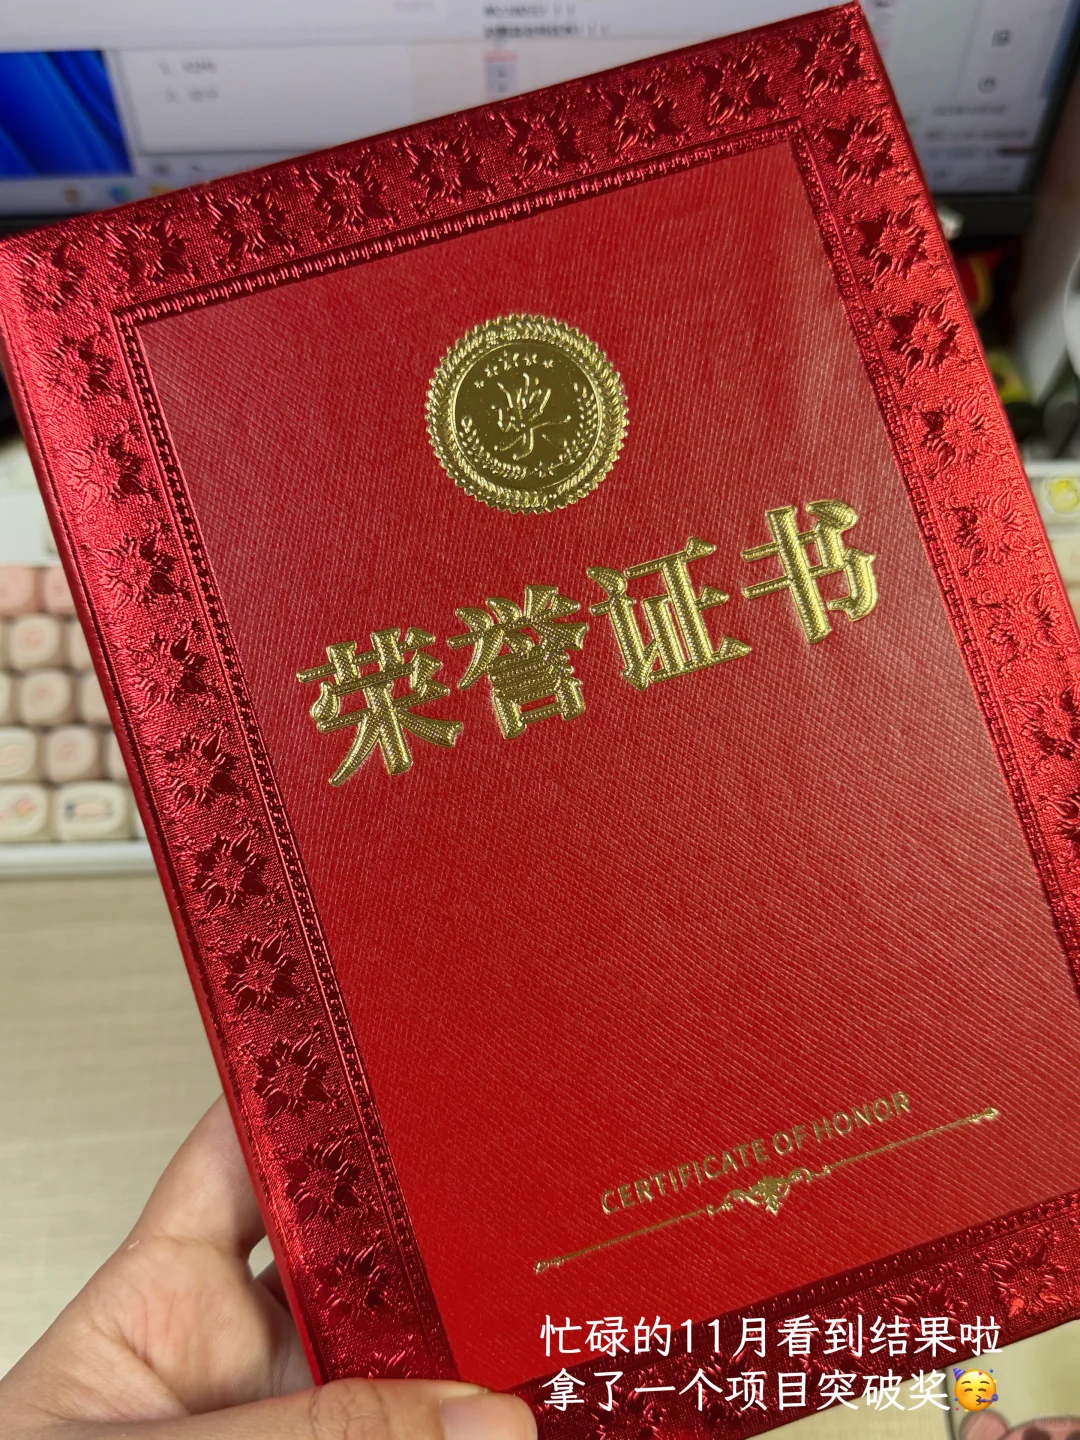 奖
荣誉证书
CERTIFICATE OF HONOR
忙碌的11月看到结果啦
拿了一个项目突破奖🥳